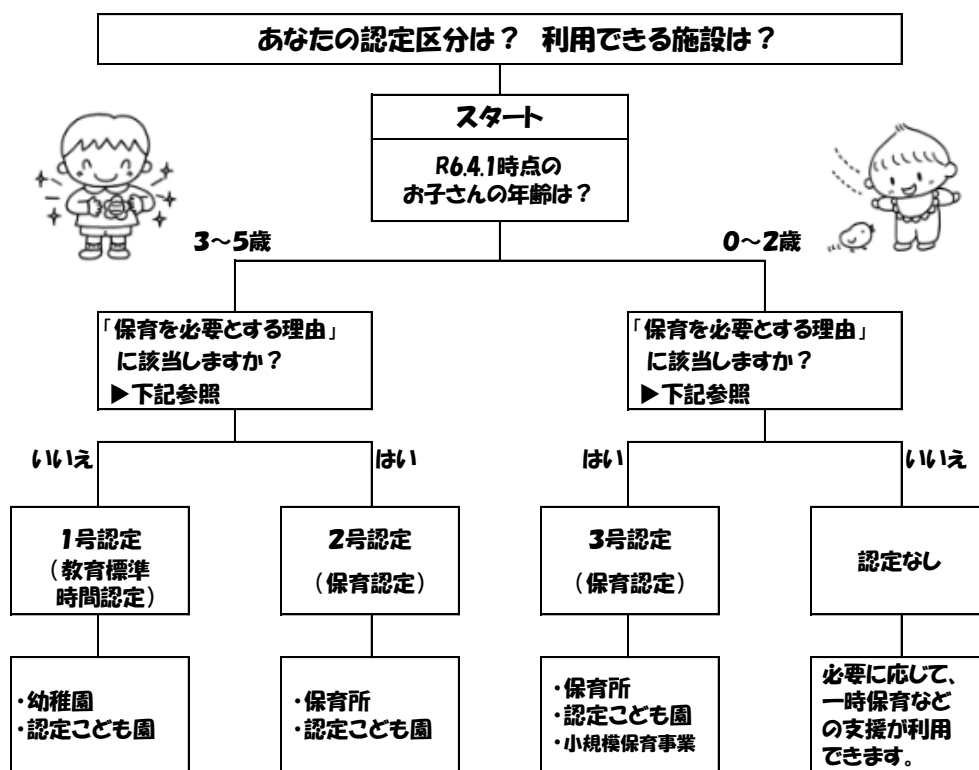 あなたの認定区分は？　利用できる施設は？
スタート
R6.4.1時点の
お子さんの年齢は？
3～5歳
0～2歳
「保育を必要とする理由」
に該当しますか？
▶下記参照
「保育を必要とする理由」
に該当しますか？
▶下記参照
いいえ
はい
はい
いいえ
1号認定
（教育標準
時間認定）
2号認定
（保育認定）
3号認定
（保育認定）
認定なし
・幼稚園
・認定こども園
・保育所
・認定こども園
・保育所
・認定こども園
・小規模保育事業
必要に応じて、
一時保育など
の支援が利用
できます。